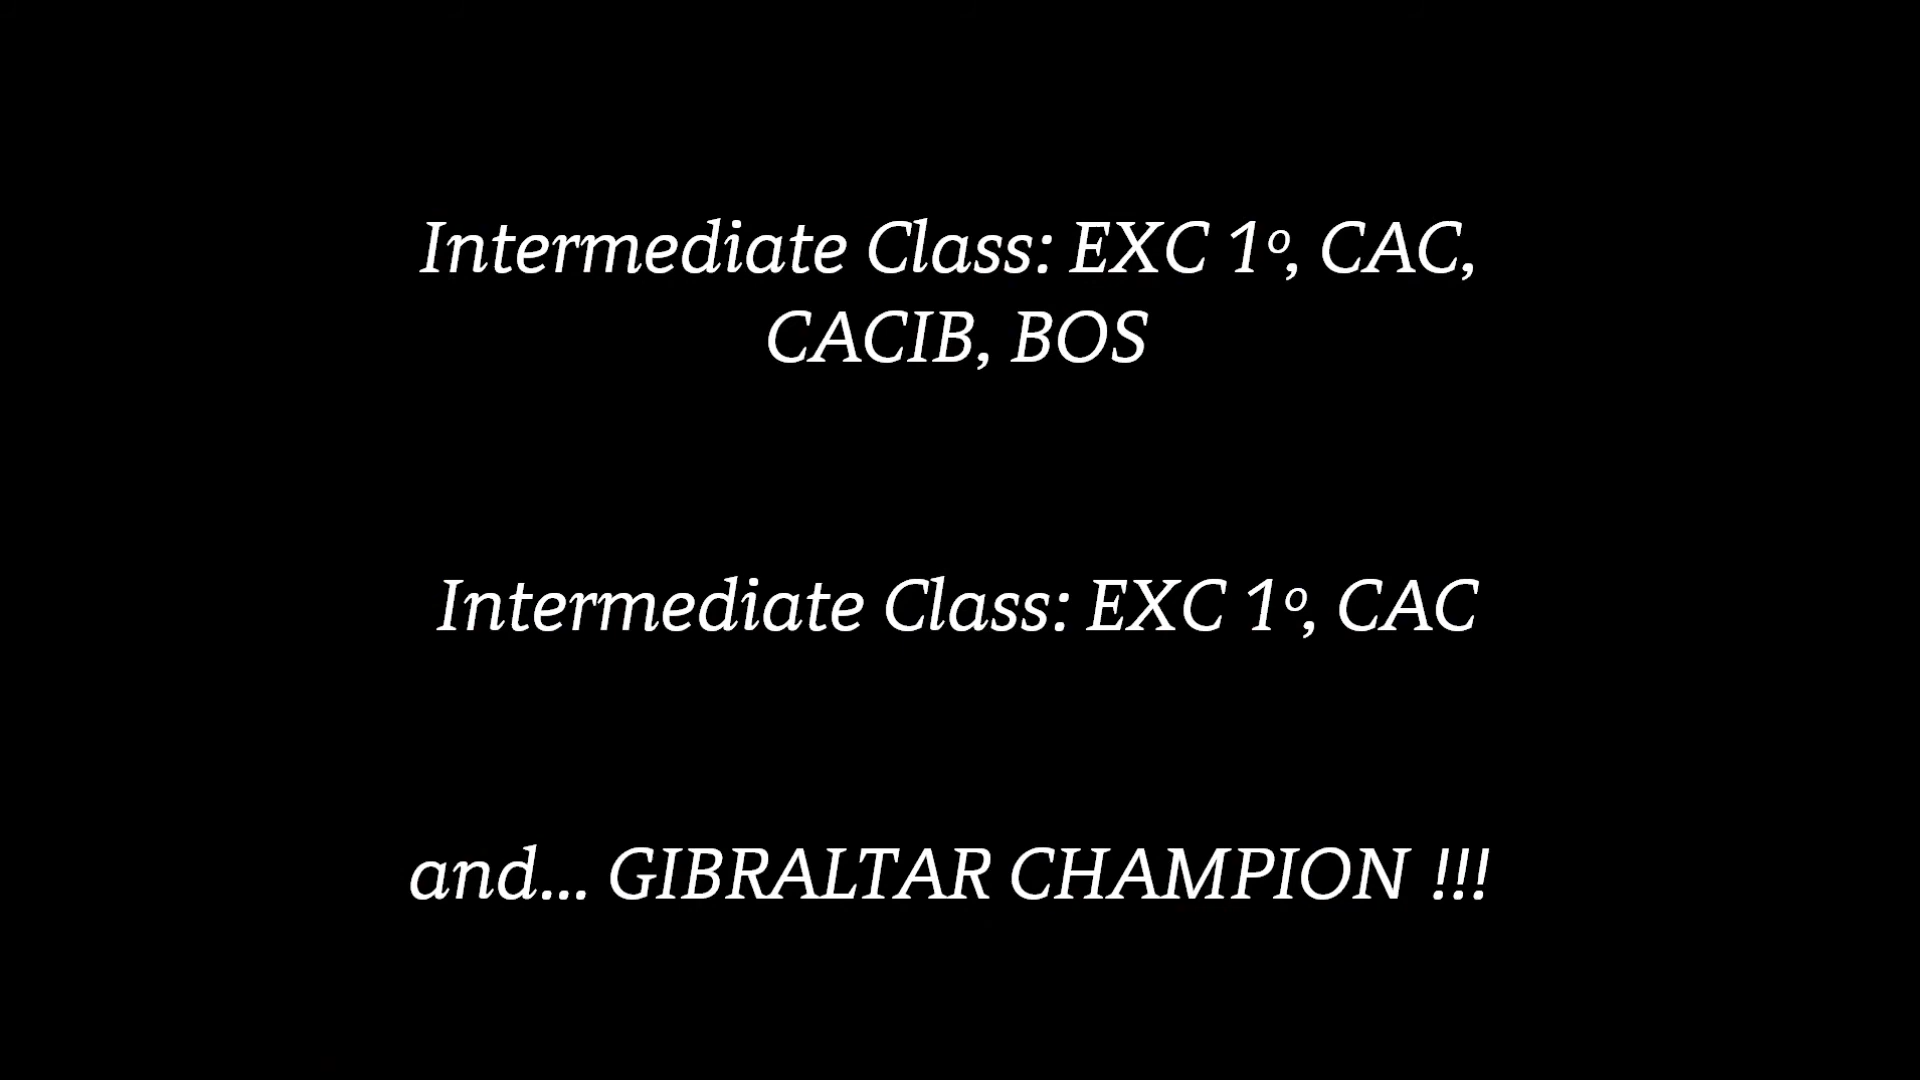 Intermediate Class: EXC 1º, CAC,
CACIB, BOS
Intermediate Class: EXC 1º, CAC
and... GIBRALTAR CHAMPION !!!